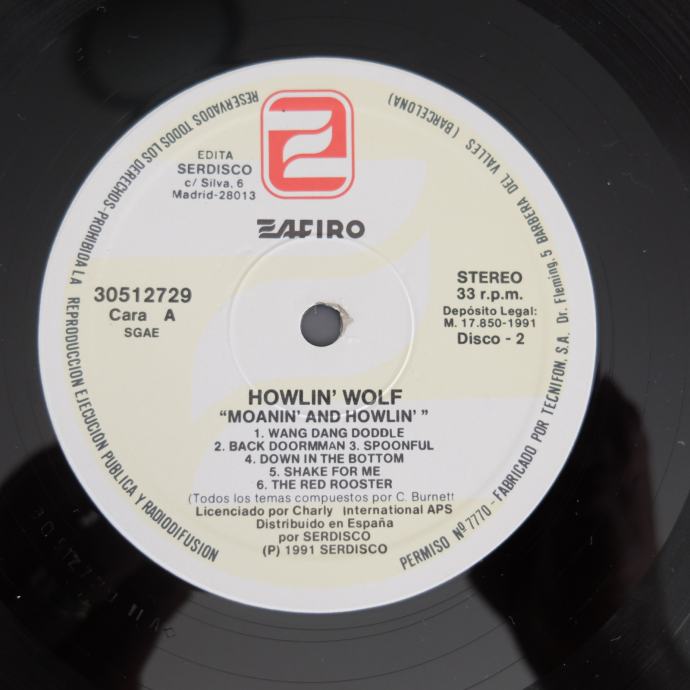 RESERVADOS TODOS LOS DERECHOS-PROHIBIDA LA REPRODUCCION EJECUCION PUBLICA Y RADIODIFUSION
EDITA
SERDISCO
c/ Silva, 6
Madrid-28013
ZAFIRO
30512729
Cara A
SGAE
STEREO
33 r.p.m.
Depósito Legal:
M. 17.850-1991
Disco - 2
HOWLIN' WOLF
"MOANIN' AND HOWLIN' "
1. WANG DANG DODDLE
2. BACK DOORMMAN 3. SPOONFUL
4. DOWN IN THE BOTTOM
5. SHAKE FOR ME
6. THE RED ROOSTER
(Todos los temas compuestos por C. Burnett
Licenciado por Charly International APS
Distribuido en España
por SERDISCO
(P) 1991 SERDISCO
PERMISO Nº 7770 - FABRICADO POR TECNIFON, S.A. Dr. Fleming, 5 BARBERA DEL VALLES (BARCELONA)